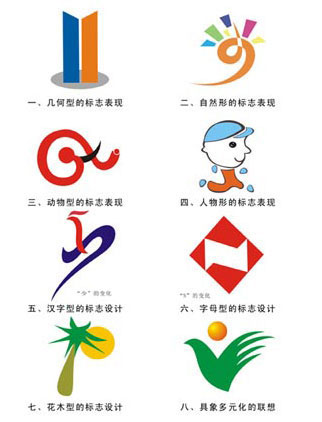 一、几何型的标志表现
二、自然形的标志表现
三、动物型的标志表现
四、人物形的标志表现
“少”的变化
“N”的变化
五、汉字型的标志设计
六、字母型的标志设计
七、花木型的标志设计
八、具象多元化的联想